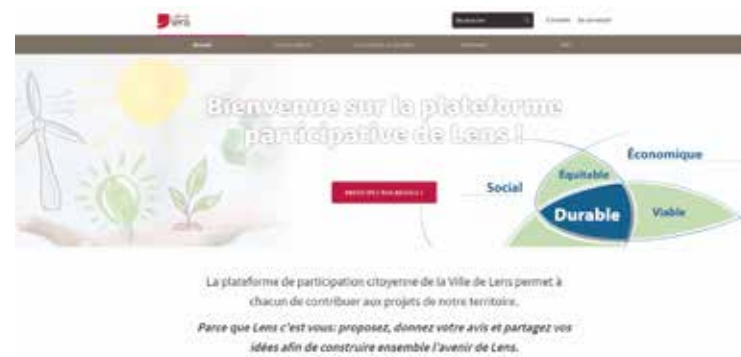 Lens
Accueil
Bienvenue sur la plateforme
participative de Lens !
Économique
Équitable
Social
Durable
Viable
La plateforme de participation citoyenne de la Ville de Lens permet à
chacun de contribuer aux projets de notre territoire.
Parce que Lens c'est vous: proposez, donnez votre avis et partagez vos
idées afin de construire ensemble l'avenir de Lens.